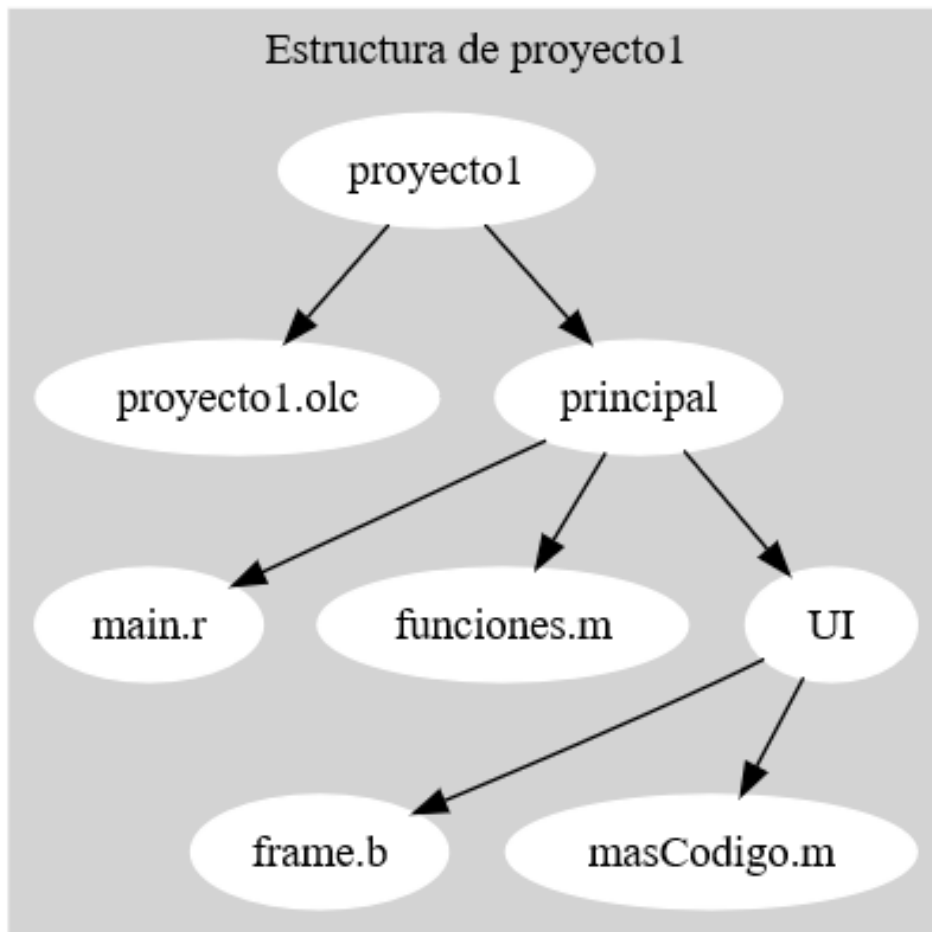 Estructura de proyecto1
proyecto1
proyecto1.olc
principal
main.r
funciones.m
UI
frame.b
masCodigo.m